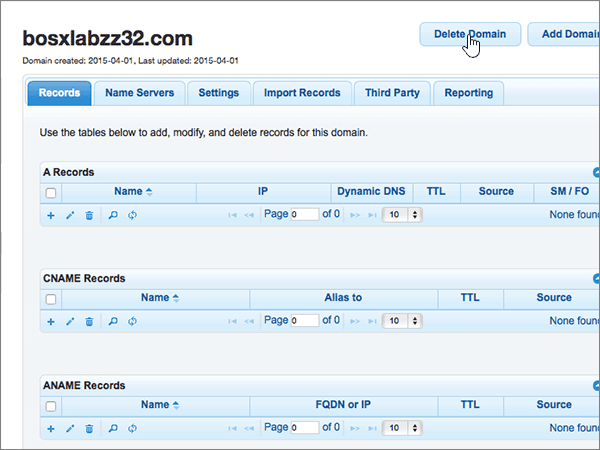 bosxlabzz32.com
Delete Domain
Add Domain
Domain created: 2015-04-01, Last updated: 2015-04-01
Records Name Servers Settings Import Records Third Party Reporting
Use the tables below to add, modify, and delete records for this domain.
A Records
Name IP Dynamic DNS TTL Source SM / FO
Page 0 of 0 10 None found
CNAME Records
Name Alias to TTL Source
Page 0 of 0 10 None found
ANAME Records
Name FQDN or IP TTL Source
Page 0 of 0 10 None found